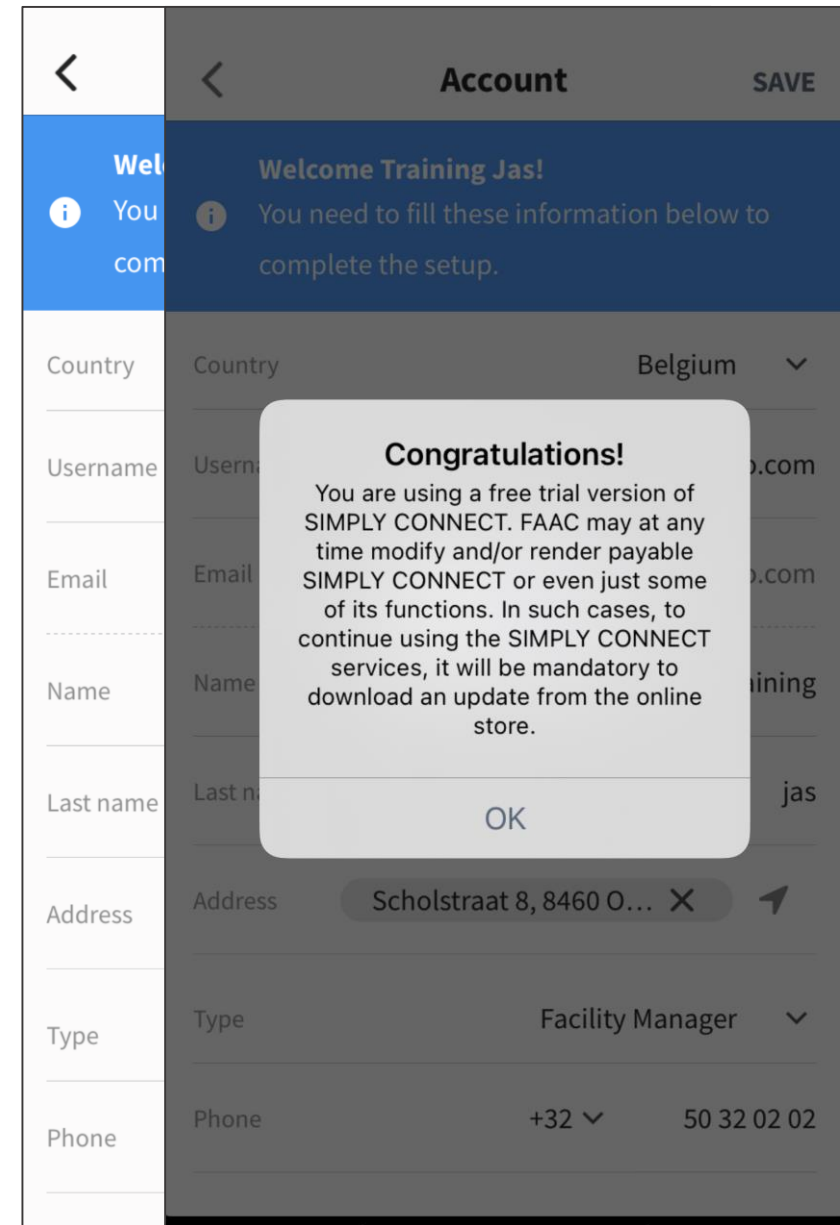 Wel
You
com
Country
Username
Email
Name
Last name
Address
Type
Phone
Account
SAVE
Welcome Training Jas!
You need to fill these information below to
complete the setup.
Country
Belgium
Userna
o.com
Email
o.com
Name
aining
Last na
jas
Address
Scholstraat 8, 8460 O...
Type
Facility Manager
Phone
+32
50 32 02 02
Congratulations!
You are using a free trial version of
SIMPLY CONNECT. FAAC may at any
time modify and/or render payable
SIMPLY CONNECT or even just some
of its functions. In such cases, to
continue using the SIMPLY CONNECT
services, it will be mandatory to
download an update from the online
store.
OK